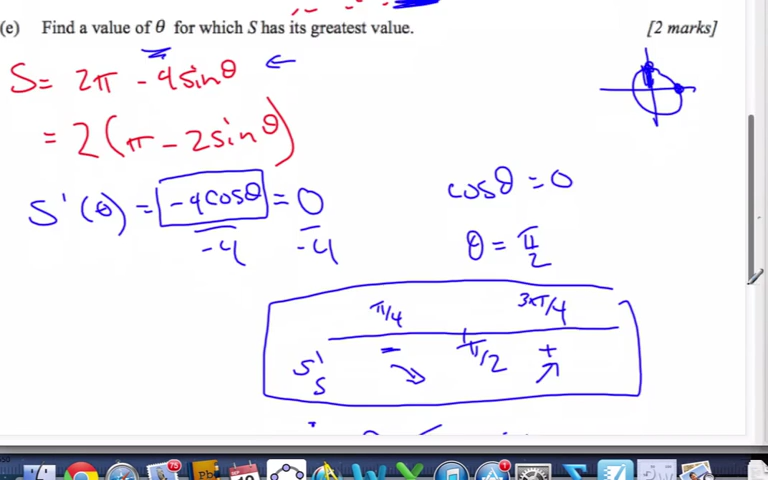 (e) Find a value of θ for which S has its greatest value. [2 marks]
S = 2π - 4sinθ ←
= 2(π - 2sinθ)
S'(θ) = -4cosθ = 0
-4 -4
cosθ = 0
θ = π/2
π/4 3π/4
S' - π/2 +
S ↘ ↗